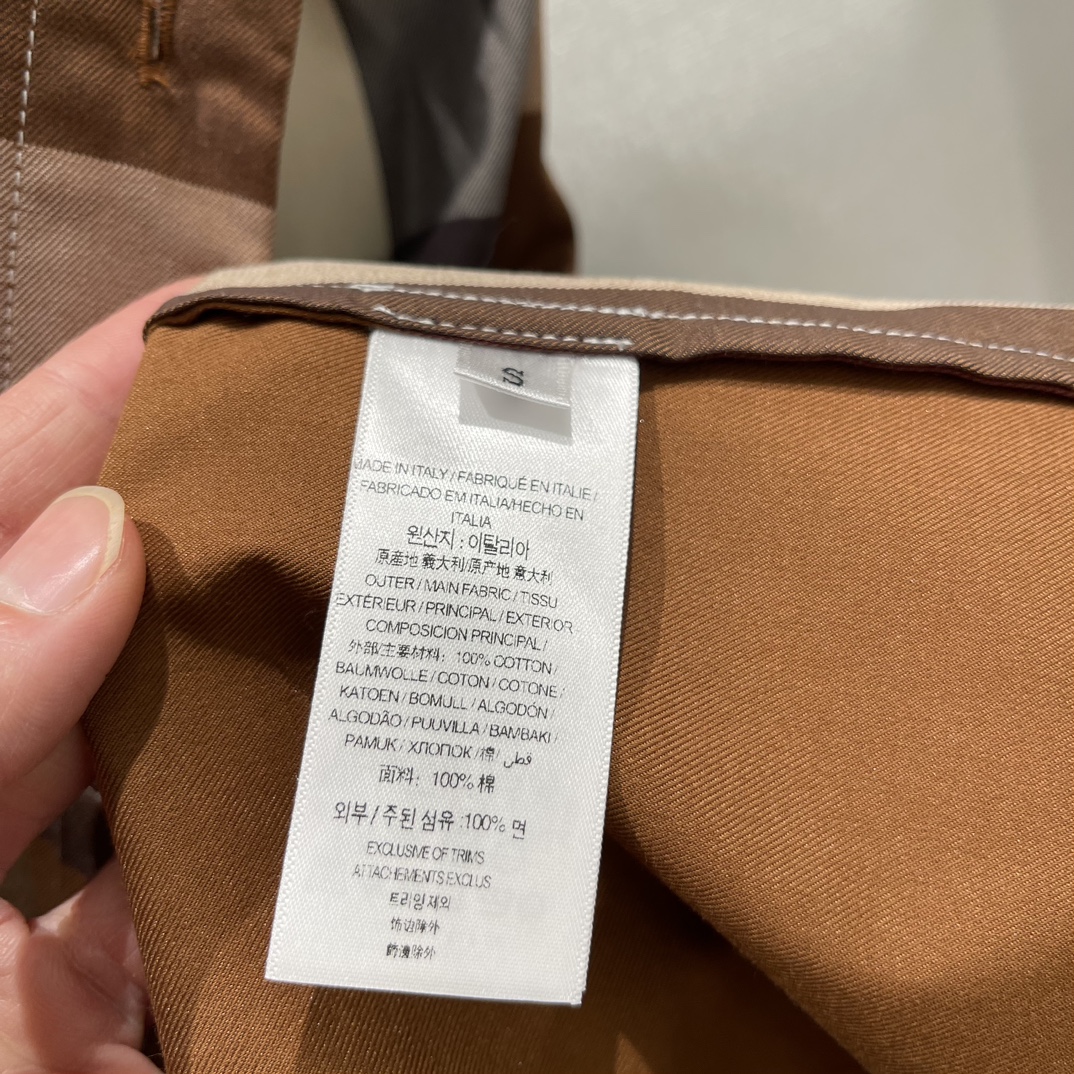 S
MADE IN ITALY / FABRIQUÉ EN ITALIE /
FABRICADO EM ITALIA/HECHO EN
ITALIA
원산지 : 이탈리아
原産地 義大利/原产地 意大利
OUTER / MAIN FABRIC / TISSU
EXTÉRIEUR / PRINCIPAL / EXTERIOR
COMPOSICION PRINCIPAL /
外部/主要材料: 100% COTTON /
BAUMWOLLE / COTON / COTONE /
KATOEN / BOMULL / ALGODÓN /
ALGODÃO / PUUVILLA / BAMBAKI /
PAMUK / ХЛОПОК /棉/ قطن
面料: 100% 棉
외부 / 주된 섬유 :100% 면
EXCLUSIVE OF TRIMS
ATTACHEMENTS EXCLUS
트리밍 제외
饰边除外
飾邊除外